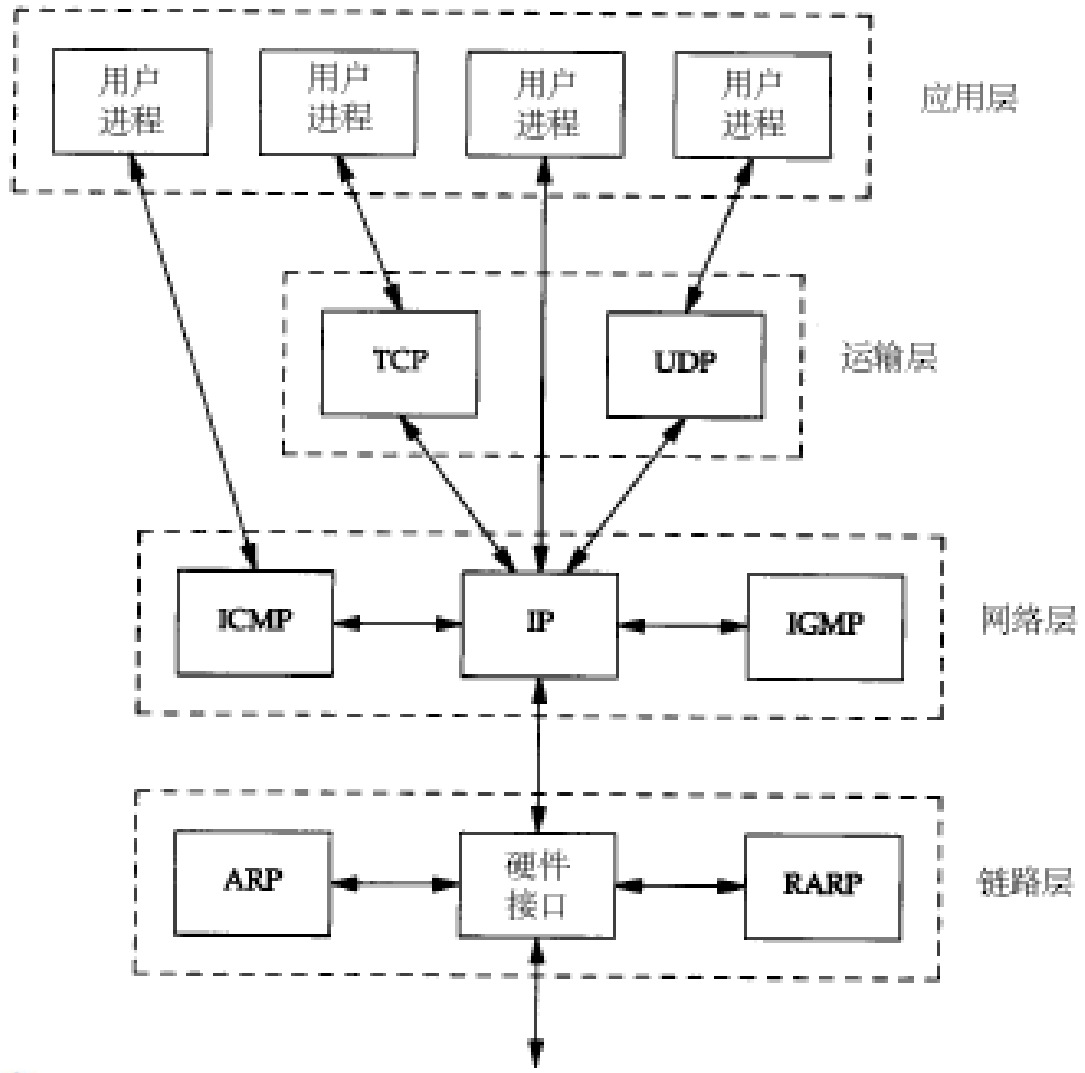 用户
进程
用户
进程
用户
进程
用户
进程
应用层
TCP
UDP
运输层
ICMP
IP
IGMP
网络层
ARP
硬件
接口
RARP
链路层